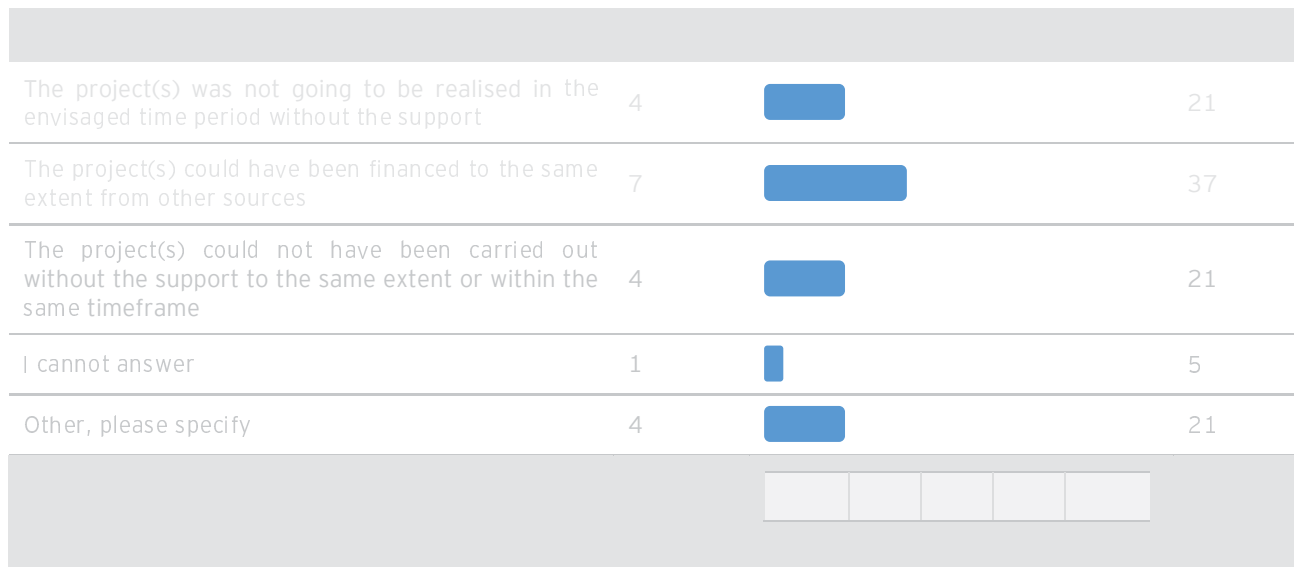 The project(s) was not going to be realised in the
envisaged time period without the support
4
21
The project(s) could have been financed to the same
extent from other sources
7
37
The project(s) could not have been carried out
without the support to the same extent or within the
same timeframe
4
21
I cannot answer
1
5
Other, please specify
4
21